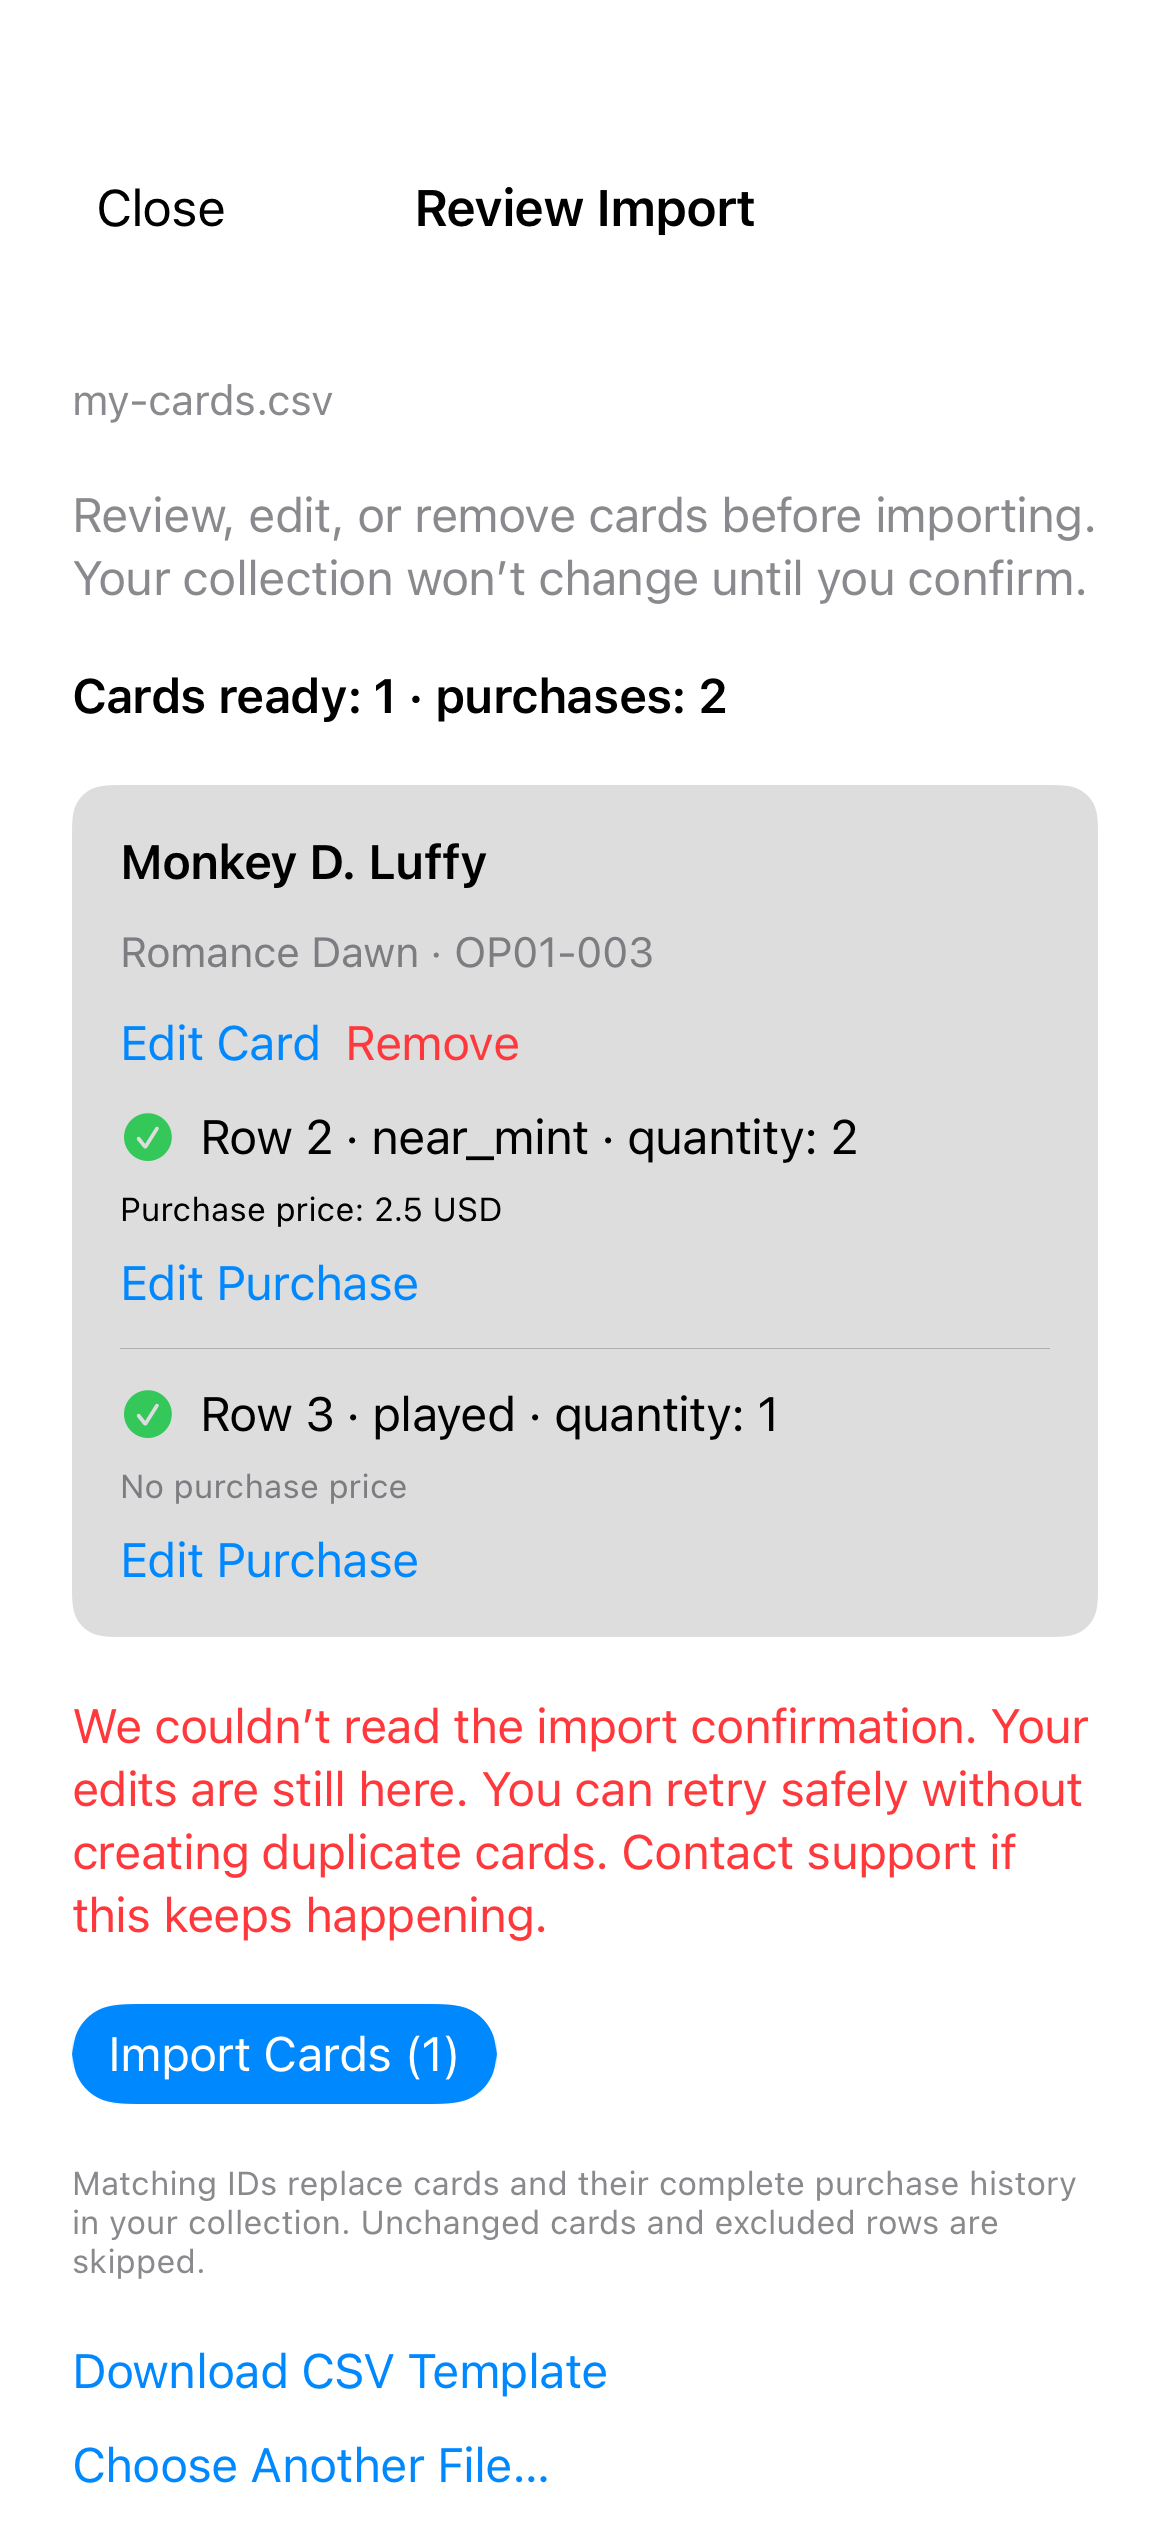 Close
Review Import
my-cards.csv
Review, edit, or remove cards before importing.
Your collection won’t change until you confirm.
Cards ready: 1 · purchases: 2
Monkey D. Luffy
Romance Dawn · OP01-003
Edit Card Remove
Row 2 · near_mint · quantity: 2
Purchase price: 2.5 USD
Edit Purchase
Row 3 · played · quantity: 1
No purchase price
Edit Purchase
We couldn’t read the import confirmation. Your
edits are still here. You can retry safely without
creating duplicate cards. Contact support if
this keeps happening.
Import Cards (1)
Matching IDs replace cards and their complete purchase history
in your collection. Unchanged cards and excluded rows are
skipped.
Download CSV Template
Choose Another File…